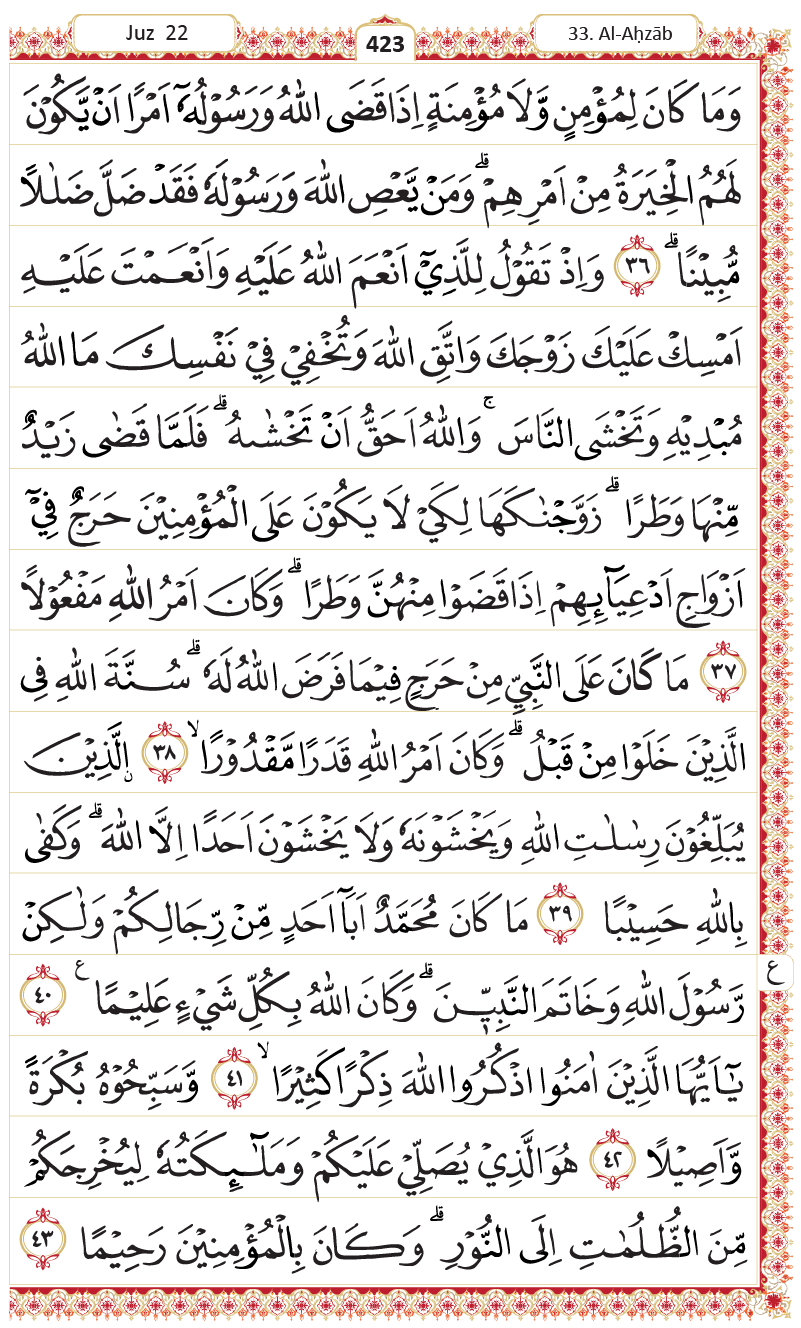 Juz 22
423
33. Al-Aḥzāb
وَمَا كَانَ لِمُؤْمِنٍ وَّلَا مُؤْمِنَةٍ اِذَا قَضَى اللّٰهُ وَرَسُوْلُهٗٓ اَمْرًا اَنْ يَّكُوْنَ
لَهُمُ الْخِيَرَةُ مِنْ اَمْرِهِمْ ۗ وَمَنْ يَّعْصِ اللّٰهَ وَرَسُوْلَهٗ فَقَدْ ضَلَّ ضَلٰلًا
مُّبِيْنًا ۗ ٣٦ وَاِذْ تَقُوْلُ لِلَّذِيْٓ اَنْعَمَ اللّٰهُ عَلَيْهِ وَاَنْعَمْتَ عَلَيْهِ
اَمْسِكْ عَلَيْكَ زَوْجَكَ وَاتَّقِ اللّٰهَ وَتُخْفِيْ فِيْ نَفْسِكَ مَا اللّٰهُ
مُبْدِيْهِ وَتَخْشَى النَّاسَ ۚ وَاللّٰهُ اَحَقُّ اَنْ تَخْشٰىهُ ۗ فَلَمَّا قَضٰى زَيْدٌ
مِّنْهَا وَطَرًا ۗ زَوَّجْنٰكَهَا لِكَيْ لَا يَكُوْنَ عَلَى الْمُؤْمِنِيْنَ حَرَجٌ فِيْٓ
اَزْوَاجِ اَدْعِيَاۤىِٕهِمْ اِذَا قَضَوْا مِنْهُنَّ وَطَرًا ۗ وَكَانَ اَمْرُ اللّٰهِ مَفْعُوْلًا
٣٧ مَا كَانَ عَلَى النَّبِيِّ مِنْ حَرَجٍ فِيْمَا فَرَضَ اللّٰهُ لَهٗ ۗ سُنَّةَ اللّٰهِ فِى
الَّذِيْنَ خَلَوْا مِنْ قَبْلُ ۗ وَكَانَ اَمْرُ اللّٰهِ قَدَرًا مَّقْدُوْرًا ۙ ٣٨ ۨالَّذِيْنَ
يُبَلِّغُوْنَ رِسٰلٰتِ اللّٰهِ وَيَخْشَوْنَهٗ وَلَا يَخْشَوْنَ اَحَدًا اِلَّا اللّٰهَ ۗ وَكَفٰى
بِاللّٰهِ حَسِيْبًا ٣٩ مَا كَانَ مُحَمَّدٌ اَبَآ اَحَدٍ مِّنْ رِّجَالِكُمْ وَلٰكِنْ
رَّسُوْلَ اللّٰهِ وَخَاتَمَ النَّبِيّٖنَ ۗ وَكَانَ اللّٰهُ بِكُلِّ شَيْءٍ عَلِيْمًا ع ٤٠
ع
يٰٓاَيُّهَا الَّذِيْنَ اٰمَنُوا اذْكُرُوا اللّٰهَ ذِكْرًا كَثِيْرًا ۙ ٤١ وَّسَبِّحُوْهُ بُكْرَةً
وَّاَصِيْلًا ٤٢ هُوَ الَّذِيْ يُصَلِّيْ عَلَيْكُمْ وَمَلٰۤىِٕكَتُهٗ لِيُخْرِجَكُمْ
مِّنَ الظُّلُمٰتِ اِلَى النُّوْرِ ۗ وَكَانَ بِالْمُؤْمِنِيْنَ رَحِيْمًا ٤٣